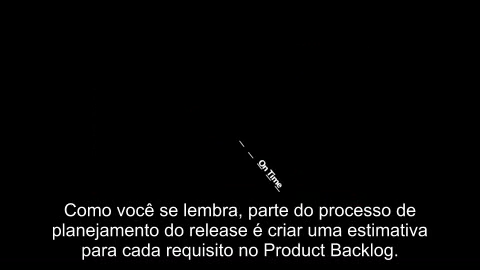 On Time
Como você se lembra, parte do processo de
planejamento do release é criar uma estimativa
para cada requisito no Product Backlog.